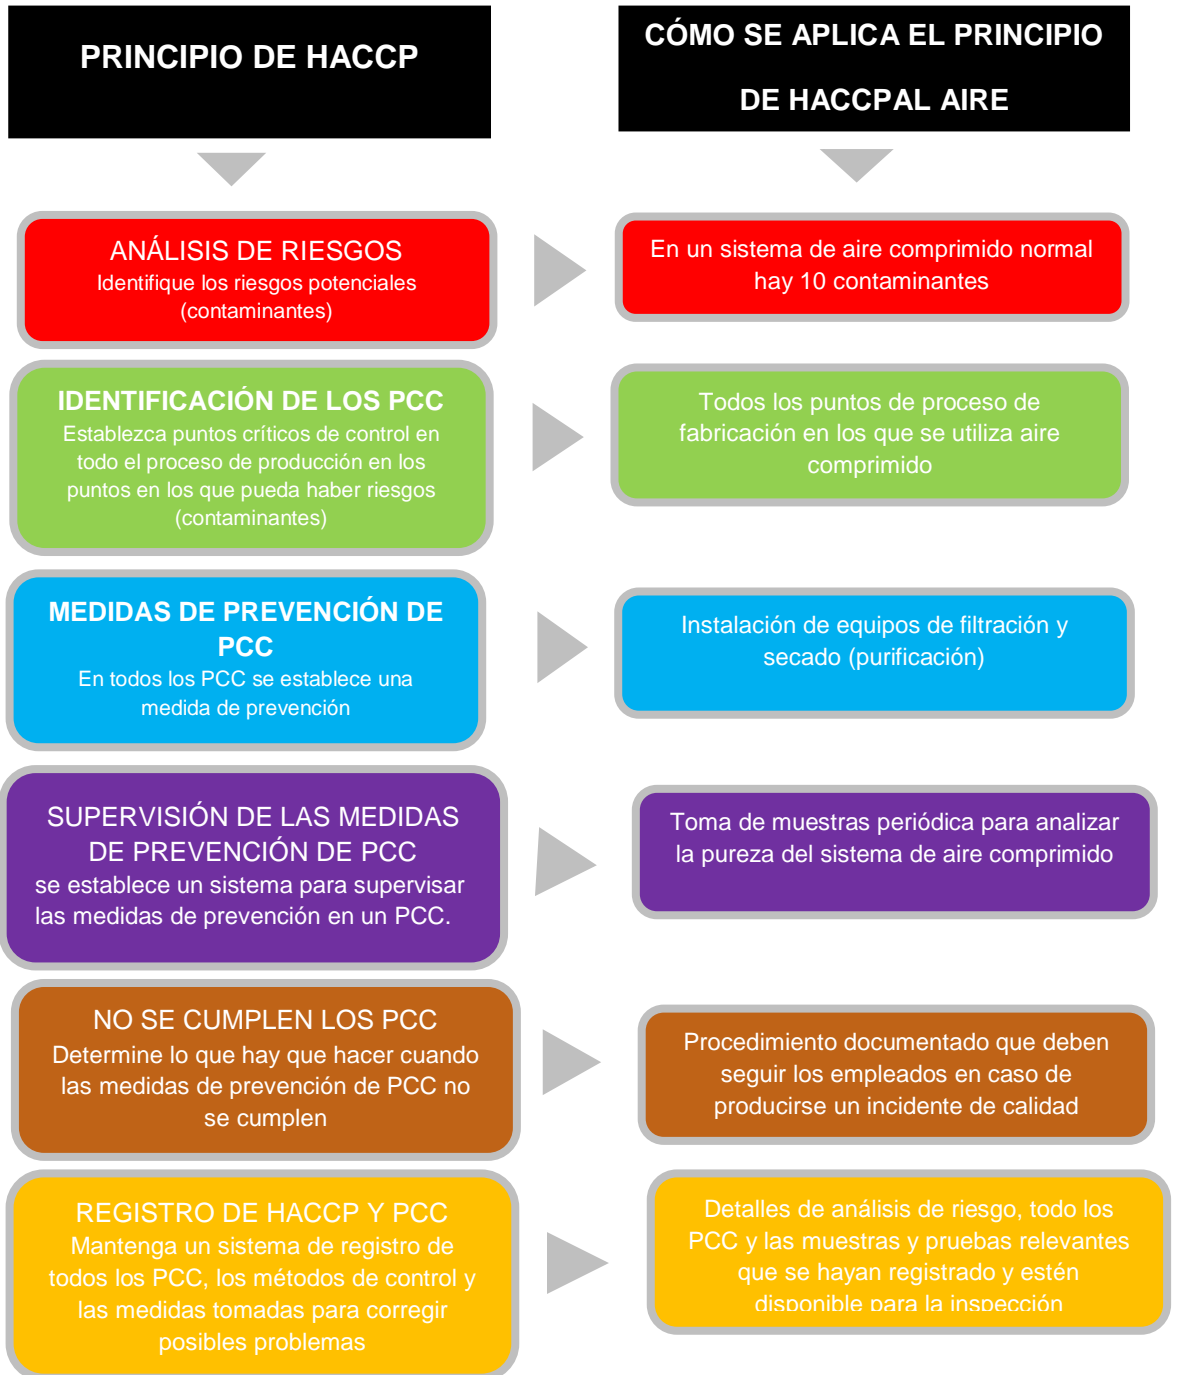 PRINCIPIO DE HACCP
CÓMO SE APLICA EL PRINCIPIO
DE HACCPAL AIRE
ANÁLISIS DE RIESGOS
Identifique los riesgos potenciales
(contaminantes)
En un sistema de aire comprimido normal
hay 10 contaminantes
IDENTIFICACIÓN DE LOS PCC
Establezca puntos críticos de control en
todo el proceso de producción en los
puntos en los que pueda haber riesgos
(contaminantes)
Todos los puntos de proceso de
fabricación en los que se utiliza aire
comprimido
MEDIDAS DE PREVENCIÓN DE
PCC
En todos los PCC se establece una
medida de prevención
Instalación de equipos de filtración y
secado (purificación)
SUPERVISIÓN DE LAS MEDIDAS
DE PREVENCIÓN DE PCC
se establece un sistema para supervisar
las medidas de prevención en un PCC.
Toma de muestras periódica para analizar
la pureza del sistema de aire comprimido
NO SE CUMPLEN LOS PCC
Determine lo que hay que hacer cuando
las medidas de prevención de PCC no
se cumplen
Procedimiento documentado que deben
seguir los empleados en caso de
producirse un incidente de calidad
REGISTRO DE HACCP Y PCC
Mantenga un sistema de registro de
todos los PCC, los métodos de control y
las medidas tomadas para corregir
posibles problemas
Detalles de análisis de riesgo, todo los
PCC y las muestras y pruebas relevantes
que se hayan registrado y estén
disponible para la inspección